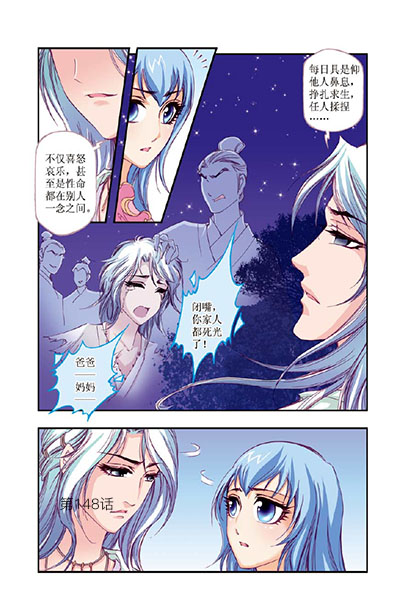 每日只是仰
他人鼻息，
挣扎求生，
任人揉捏
……
不仅喜怒
哀乐，甚
至是性命
都在别人
一念之间。
闭嘴，
你家人
都死光
了！
爸爸
——
妈妈
——
第148话